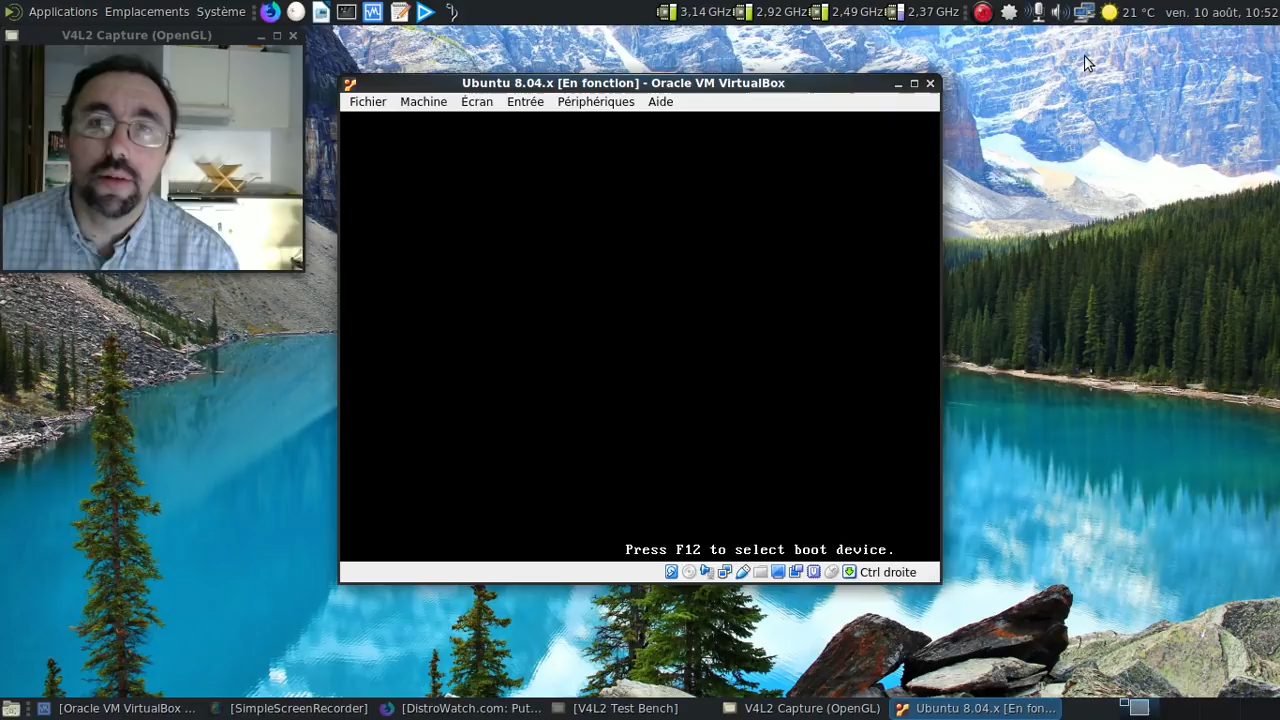 Applications Emplacements Système
3,14 GHz 2,92 GHz 2,49 GHz 2,37 GHz 21 °C ven. 10 août, 10:52
V4L2 Capture (OpenGL)
Ubuntu 8.04.x [En fonction] - Oracle VM VirtualBox
Fichier Machine Écran Entrée Périphériques Aide
Press F12 to select boot device.
Ctrl droite
[Oracle VM VirtualBox ... [SimpleScreenRecorder] [DistroWatch.com: Put... [V4L2 Test Bench] V4L2 Capture (OpenGL) Ubuntu 8.04.x [En fon...